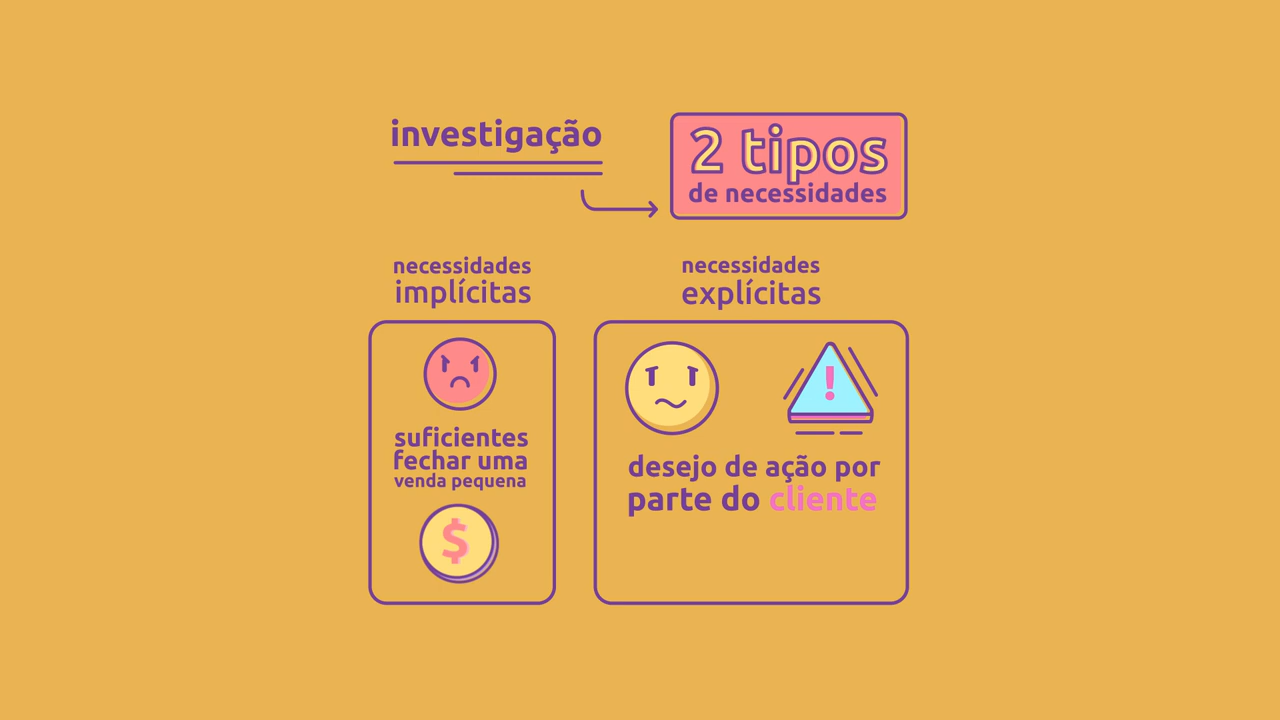 investigação
2 tipos
de necessidades
necessidades
implícitas
suficientes
fechar uma
venda pequena
$
necessidades
explícitas
!
desejo de ação por
parte do cliente